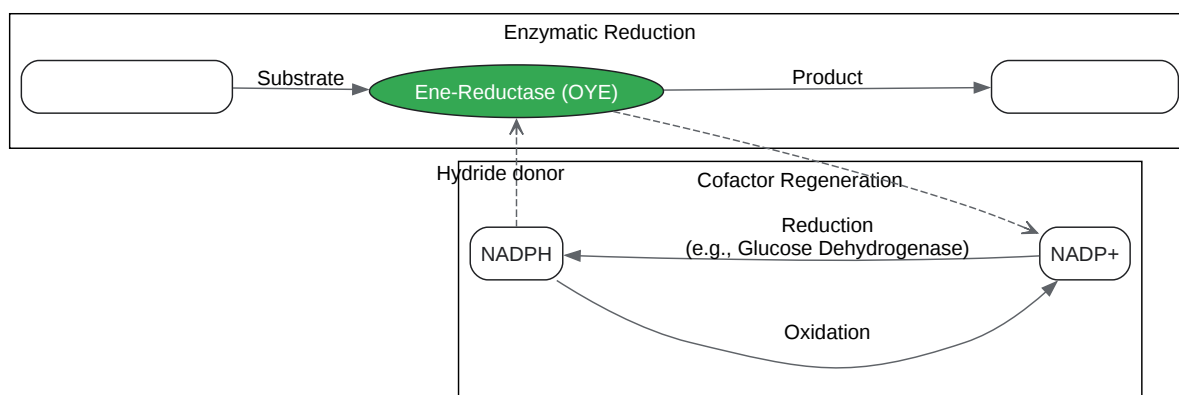 Enzymatic Reduction
Substrate
Ene-Reductase (OYE)
Product
Hydride donor
Cofactor Regeneration
Reduction
(e.g., Glucose Dehydrogenase)
NADPH
NADP+
Oxidation